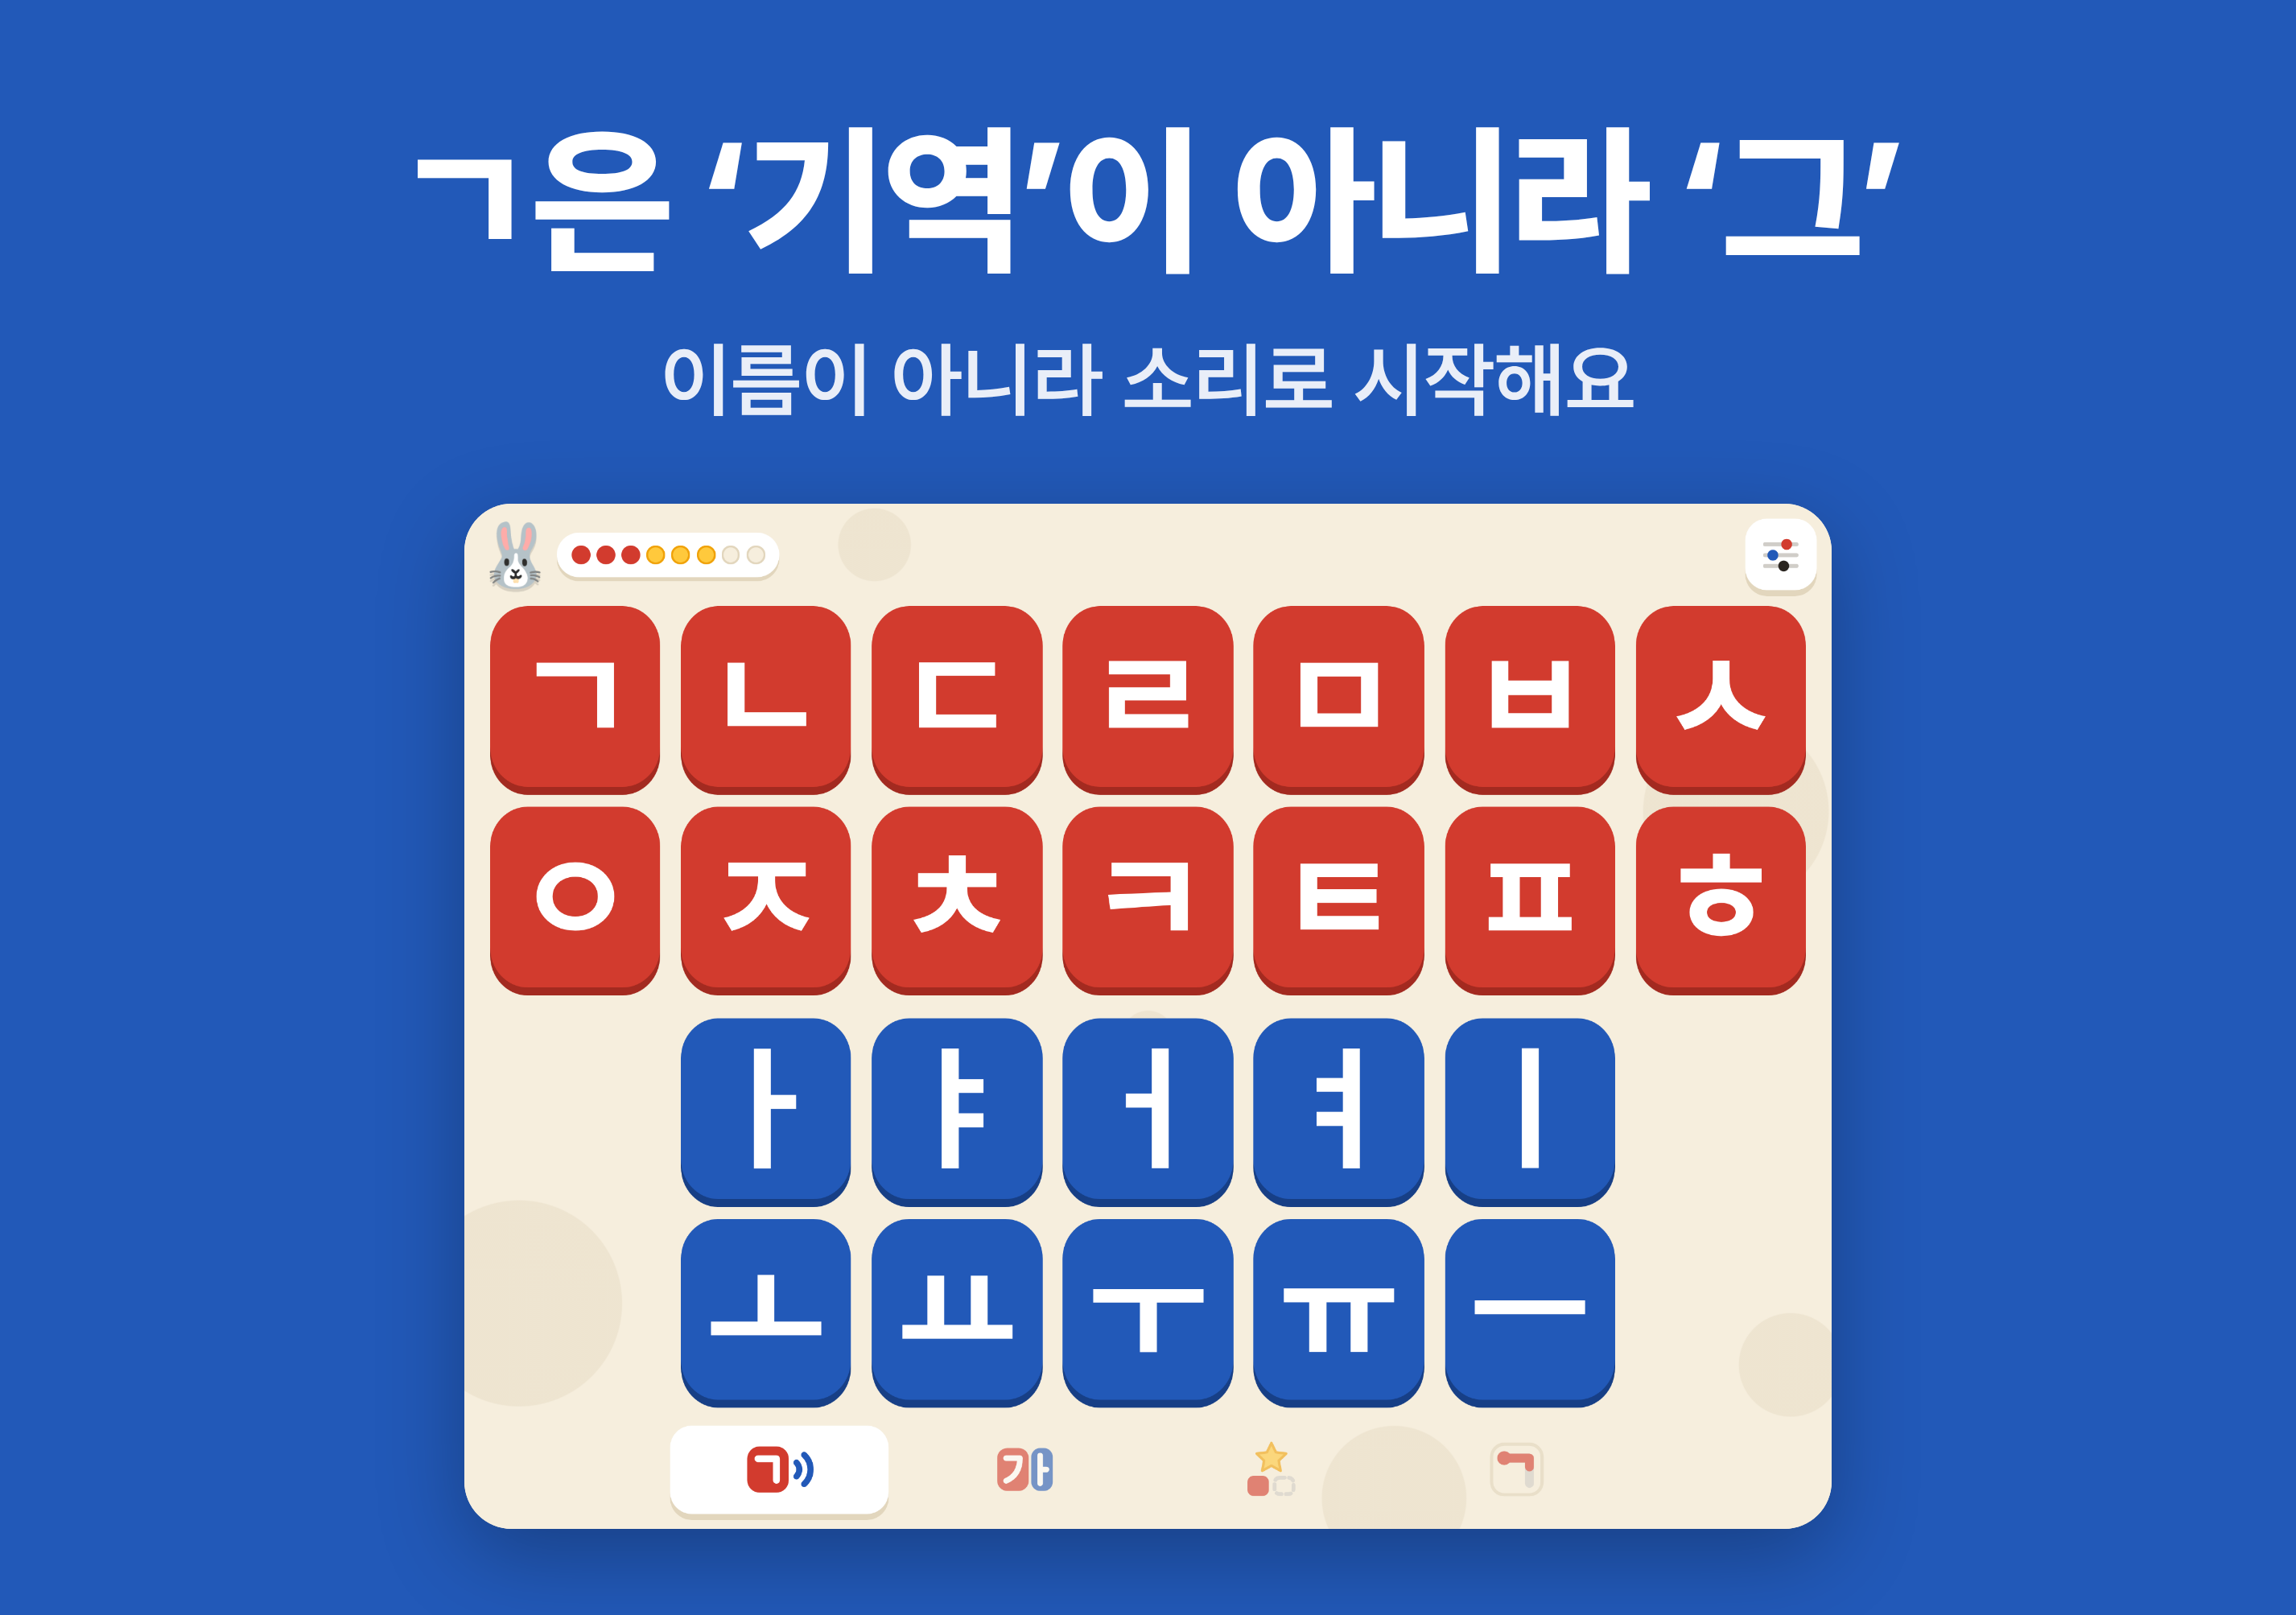 ㄱ은 ‘기역’이 아니라 ‘그’
이름이 아니라 소리로 시작해요
ㄱ ㄴ ㄷ ㄹ ㅁ ㅂ ㅅ
ㅇ ㅈ ㅊ ㅋ ㅌ ㅍ ㅎ
ㅏ ㅑ ㅓ ㅕ ㅣ
ㅗ ㅛ ㅜ ㅠ ㅡ
ㄱ 가 ㄱ